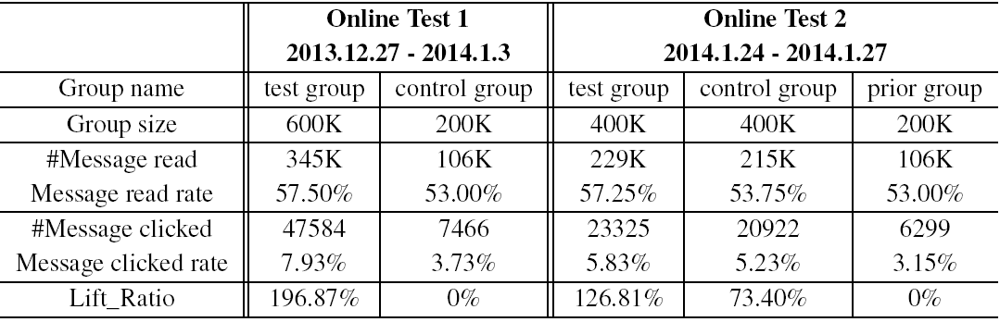 Online Test 1 Online Test 2
2013.12.27 - 2014.1.3 2014.1.24 - 2014.1.27
Group name test group control group test group control group prior group
Group size 600K 200K 400K 400K 200K
#Message read 345K 106K 229K 215K 106K
Message read rate 57.50% 53.00% 57.25% 53.75% 53.00%
#Message clicked 47584 7466 23325 20922 6299
Message clicked rate 7.93% 3.73% 5.83% 5.23% 3.15%
Lift_Ratio 196.87% 0% 126.81% 73.40% 0%